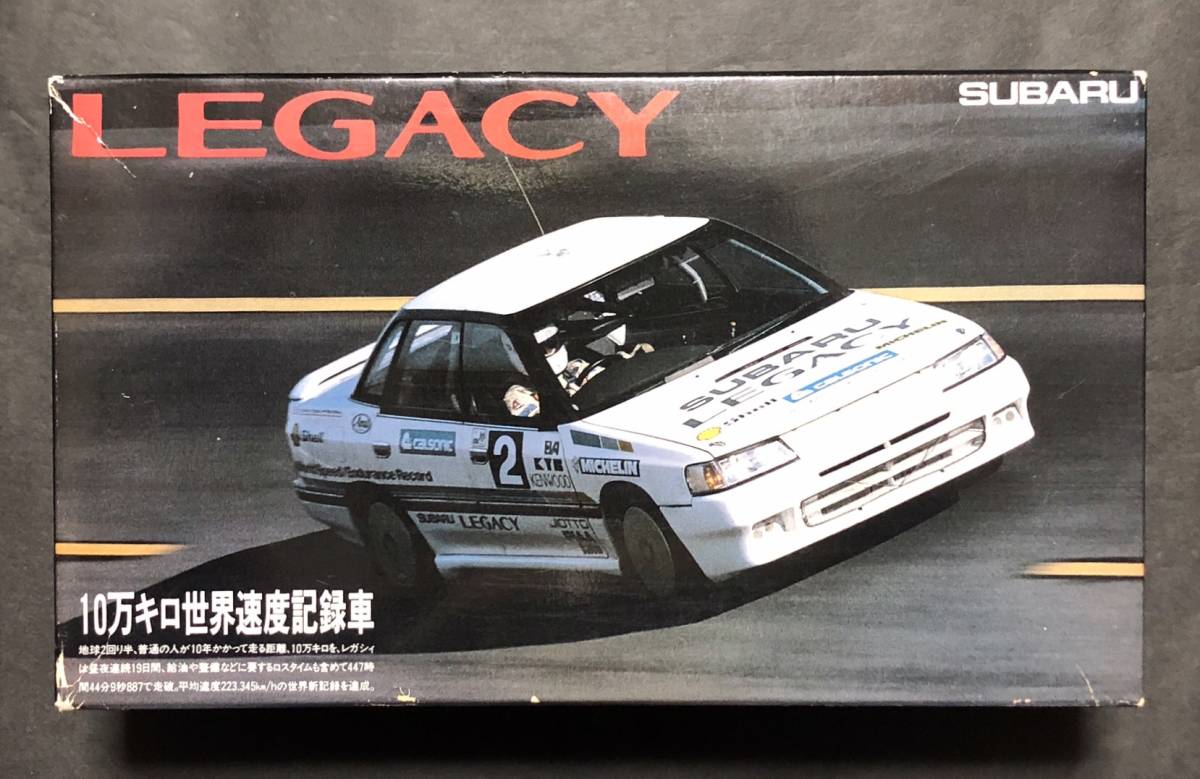 LEGACY
SUBARU
SUBARU
LEGACY
MICHELIN
Shell
calsonic
Shell
calsonic
2
KYB
KENWOOD
MICHELIN
Speed Endurance Record
SUBARU LEGACY
10万キロ世界速度記録車
地球2回り半、普通の人が10年かかって走る距離、10万キロを、レガシィ
は昼夜連続19日間、給油や整備などに要するロスタイムも含めて447時
間44分9秒887で走破。平均速度223.345km/hの世界新記録を達成。